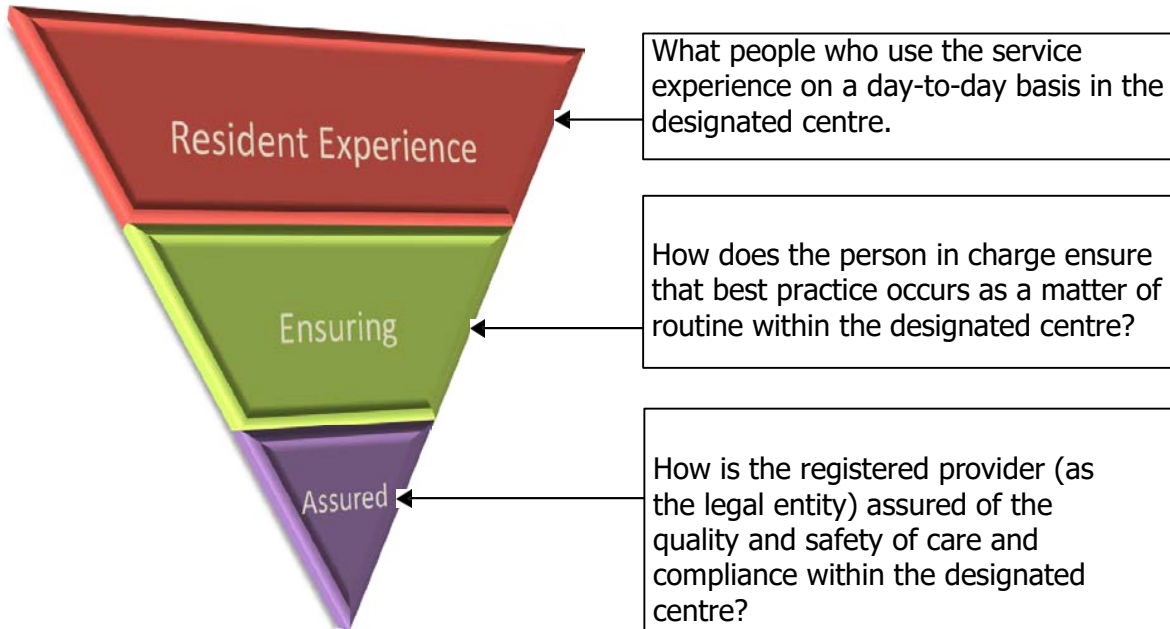 Resident Experience
What people who use the service
experience on a day-to-day basis in the
designated centre.
Ensuring
How does the person in charge ensure
that best practice occurs as a matter of
routine within the designated centre?
Assured
How is the registered provider (as
the legal entity) assured of the
quality and safety of care and
compliance within the designated
centre?